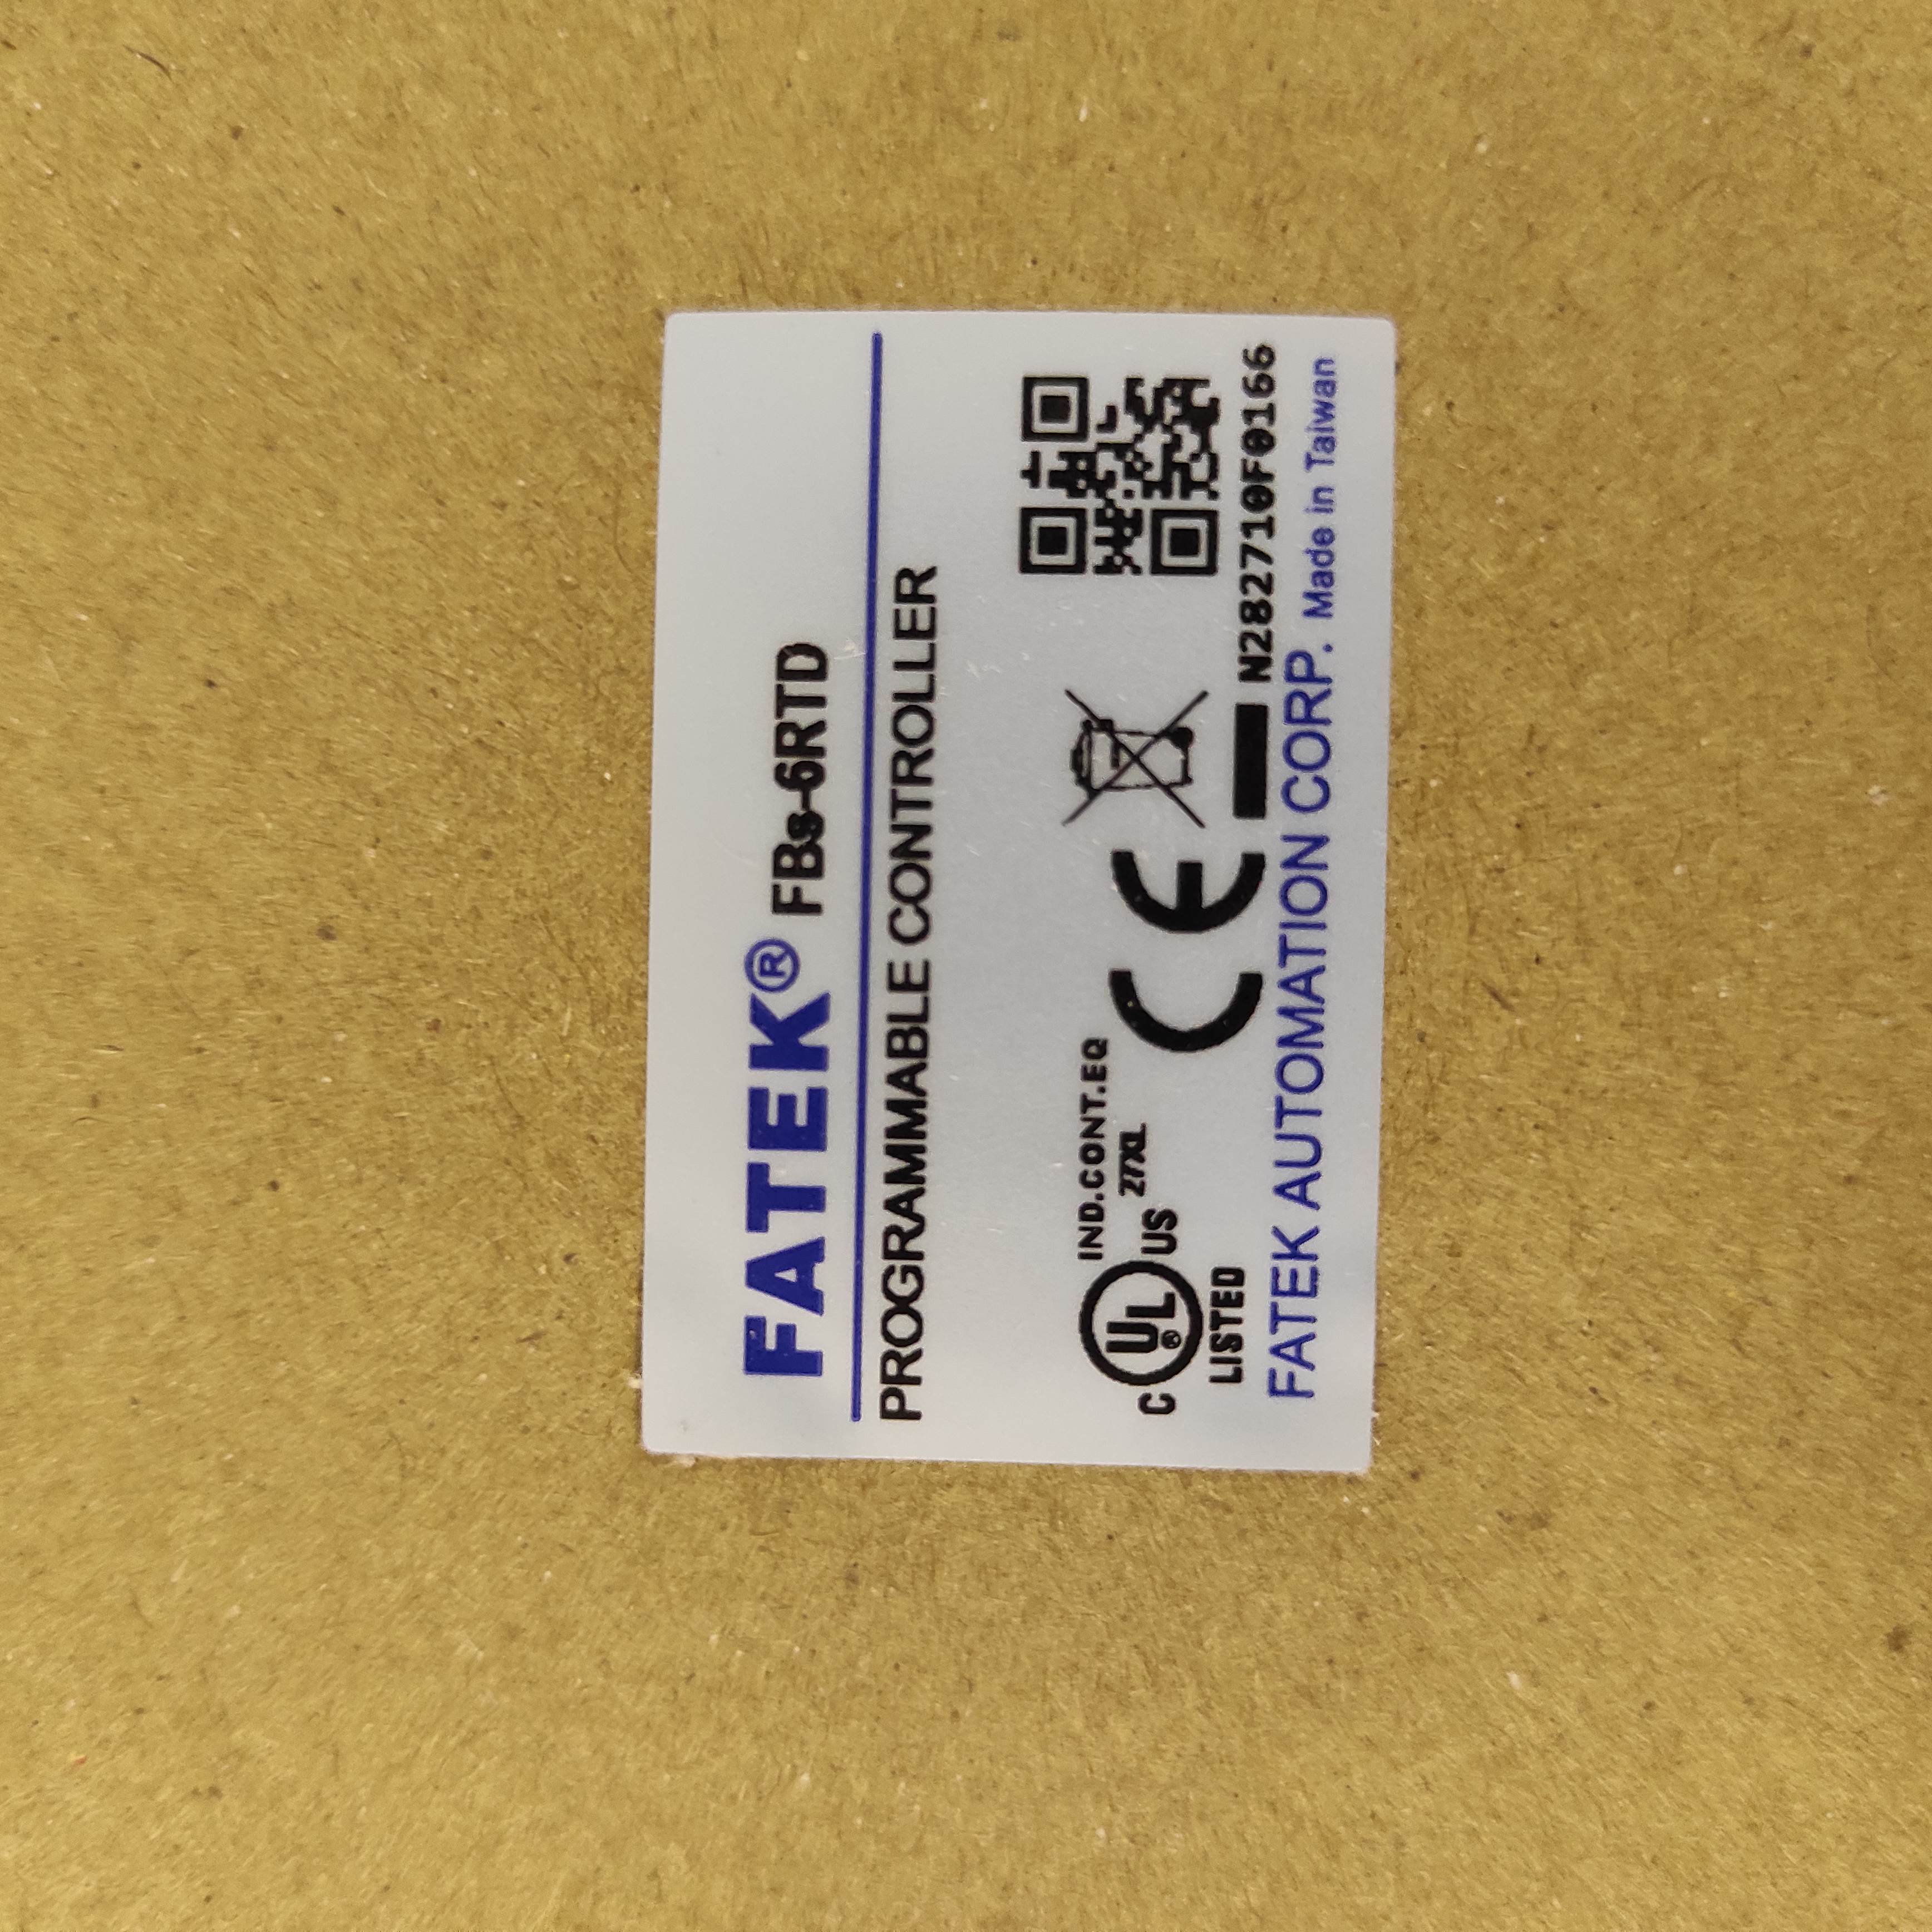 FATEK® FBs-6RTD
PROGRAMMABLE CONTROLLER
IND.CONT.EQ
27XL
C UL® US
LISTED
CE
N282710F0166
FATEK AUTOMATION CORP. Made in Taiwan